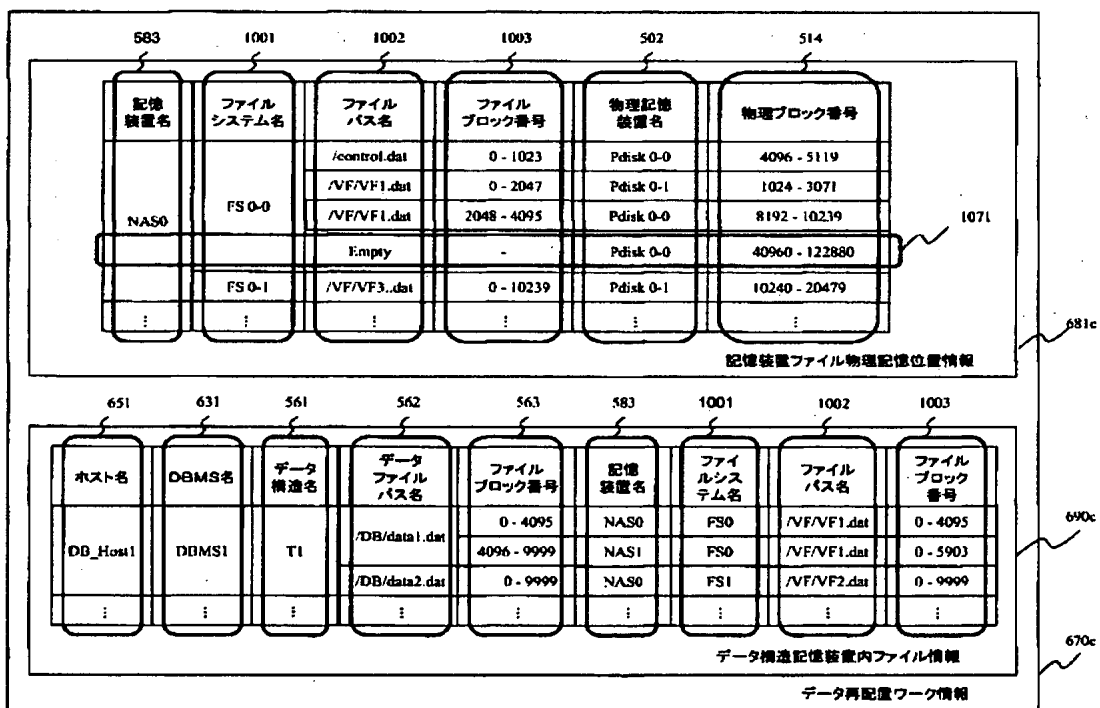 583 1001 1002 1003 502 514
記憶装置名 ファイルシステム名 ファイルパス名 ファイルブロック番号 物理記憶装置名 物理ブロック番号
/control.dat 0 - 1023 Pdisk 0-0 4096 - 5119
/VF/VF1.dat 0 - 2047 Pdisk 0-1 1024 - 3071
NAS0 FS 0-0 /VF/VF1.dat 2048 - 4095 Pdisk 0-0 8192 - 10239
1071
Empty - Pdisk 0-0 40960 - 122880
FS 0-1 /VF/VF3..dat 0 - 10239 Pdisk 0-1 10240 - 20479
⋮ ⋮ ⋮ ⋮ ⋮ ⋮
681c
記憶装置ファイル物理記憶位置情報
651 631 561 562 563 583 1001 1002 1003
ホスト名 DBMS名 データ構造名 データファイルパス名 ファイルブロック番号 記憶装置名 ファイルシステム名 ファイルパス名 ファイルブロック番号
DB_Host1 DBMS1 T1 /DB/data1.dat 0 - 4095 NAS0 FS0 /VF/VF1.dat 0 - 4095
4096 - 9999 NAS1 FS0 /VF/VF1.dat 0 - 5903
/DB/data2.dat 0 - 9999 NAS0 FS1 /VF/VF2.dat 0 - 9999
⋮ ⋮ ⋮ ⋮ ⋮ ⋮ ⋮ ⋮ ⋮
690c
データ構造記憶装置内ファイル情報
670c
データ再配置ワーク情報